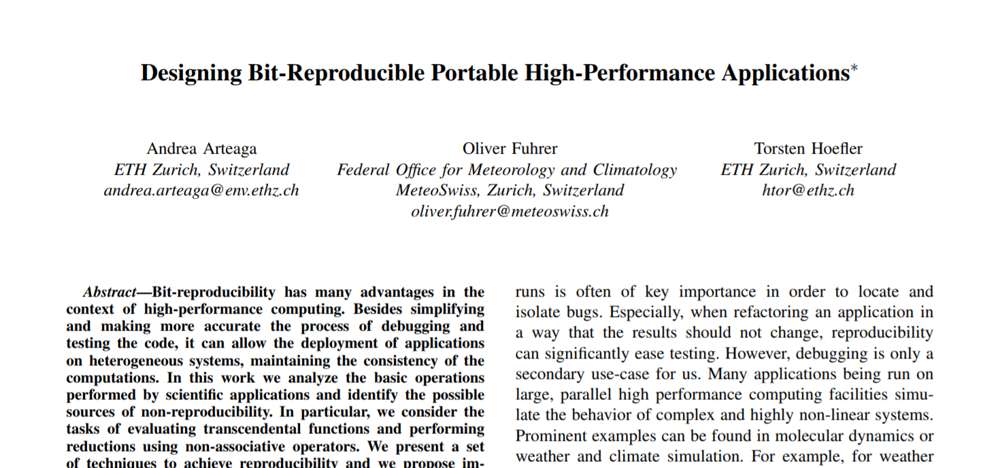 Designing Bit-Reproducible Portable High-Performance Applications*
Andrea Arteaga
ETH Zurich, Switzerland
andrea.arteaga@env.ethz.ch
Oliver Fuhrer
Federal Office for Meteorology and Climatology
MeteoSwiss, Zurich, Switzerland
oliver.fuhrer@meteoswiss.ch
Torsten Hoefler
ETH Zurich, Switzerland
htor@ethz.ch
Abstract—Bit-reproducibility has many advantages in the
context of high-performance computing. Besides simplifying
and making more accurate the process of debugging and
testing the code, it can allow the deployment of applications
on heterogeneous systems, maintaining the consistency of the
computations. In this work we analyze the basic operations
performed by scientific applications and identify the possible
sources of non-reproducibility. In particular, we consider the
tasks of evaluating transcendental functions and performing
reductions using non-associative operators. We present a set
of techniques to achieve reproducibility and we propose im-
runs is often of key importance in order to locate and
isolate bugs. Especially, when refactoring an application in
a way that the results should not change, reproducibility
can significantly ease testing. However, debugging is only a
secondary use-case for us. Many applications being run on
large, parallel high performance computing facilities simu-
late the behavior of complex and highly non-linear systems.
Prominent examples can be found in molecular dynamics or
weather and climate simulation. For example, for weather